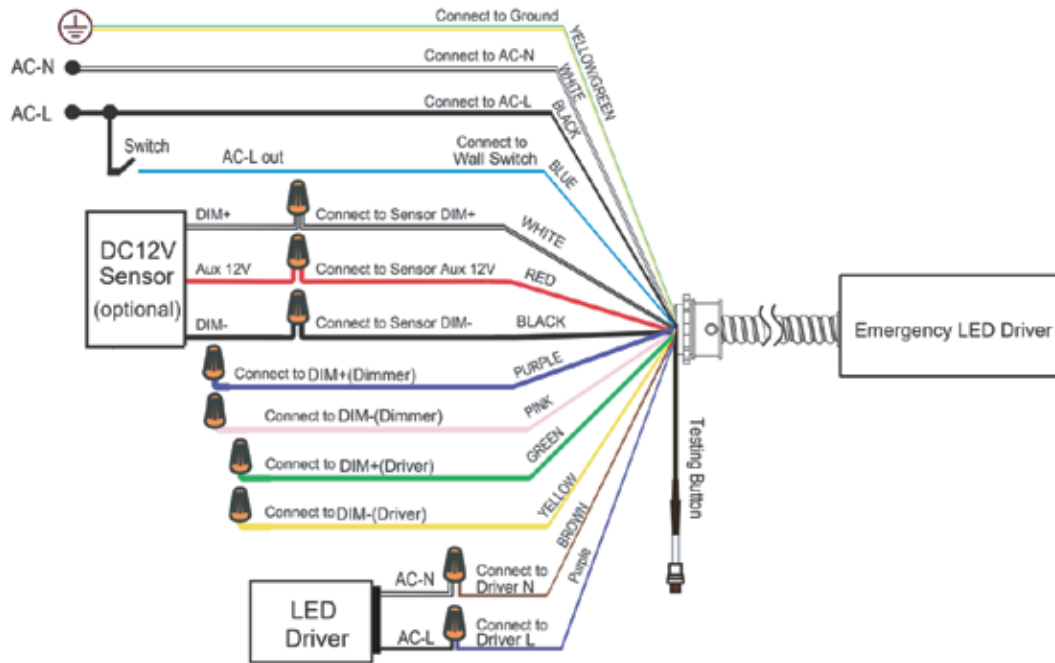 Connect to Ground
YELLOW/GREEN
AC-N
Connect to AC-N
WHITE
AC-L
Connect to AC-L
BLACK
Switch
AC-L out
Connect to
Wall Switch
BLUE
DC12V
Sensor
(optional)
DIM+
Connect to Sensor DIM+
WHITE
Aux 12V
Connect to Sensor Aux 12V
RED
DIM-
Connect to Sensor DIM-
BLACK
Emergency LED Driver
Connect to DIM+(Dimmer)
PURPLE
Connect to DIM-(Dimmer)
PINK
Connect to DIM+(Driver)
GREEN
Connect to DIM-(Driver)
YELLOW
Testing Button
BROWN
Purple
LED
Driver
AC-N
Connect to
Driver N
AC-L
Connect to
Driver L